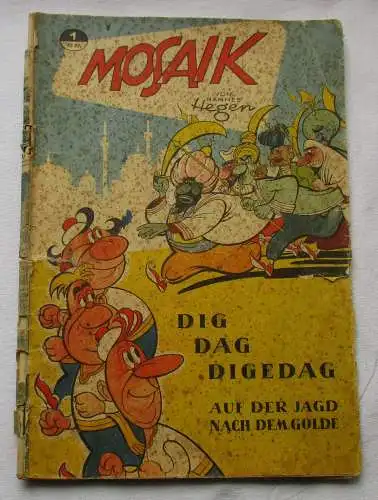 1
MOSAIK
VON
HANNES
Hegen
DIG
DAG
DIGEDAG
AUF DER JAGD
NACH DEM GOLDE